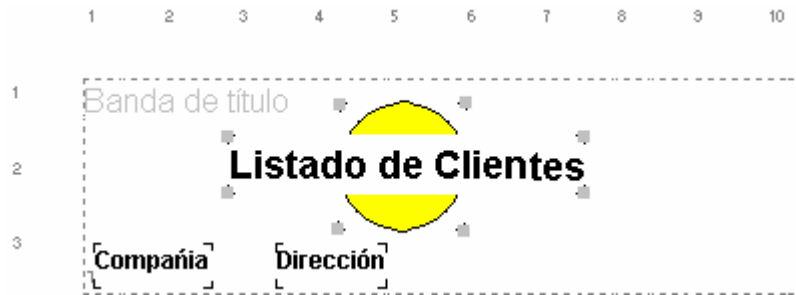 1 2 3 4 5 6 7 8 9 10
1
Banda de título
2
Listado de Clientes
3
Compañia Dirección